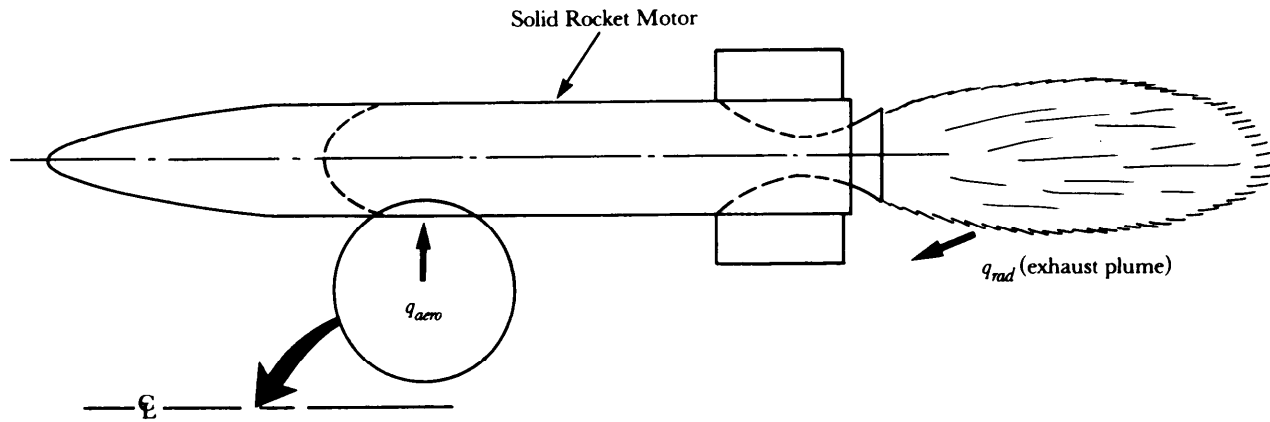 Solid Rocket Motor
q_rad (exhaust plume)
q_aero
℄